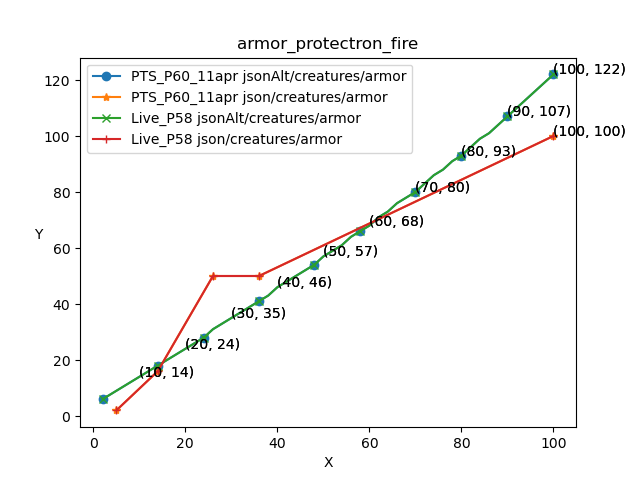 armor_protectron_fire
PTS_P60_11apr jsonAlt/creatures/armor
PTS_P60_11apr json/creatures/armor
Live_P58 jsonAlt/creatures/armor
Live_P58 json/creatures/armor
(100, 122)
(90, 107)
(100, 100)
(80, 93)
(70, 80)
(60, 68)
(50, 57)
(40, 46)
(30, 35)
(20, 24)
(10, 14)
120
100
80
60
40
20
0
Y
0 20 40 60 80 100
X